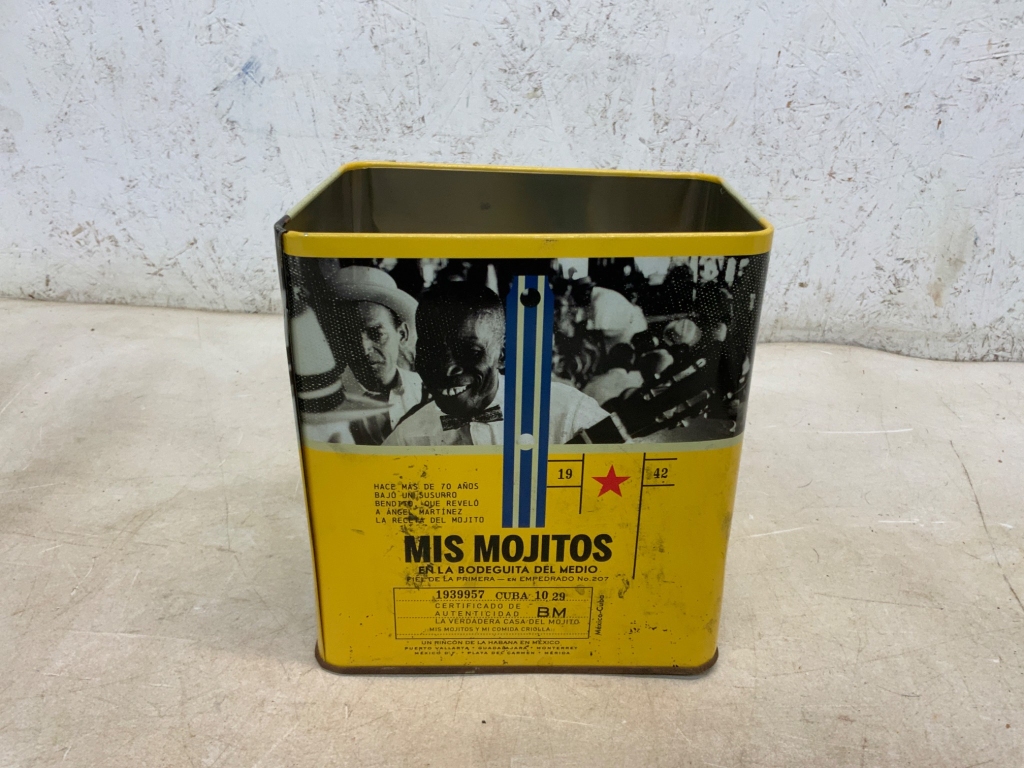 19 42
HACE MÁS DE 70 AÑOS
BAJO UN SUSURRO
BENDITO, QUE REVELÓ
A ÁNGEL MARTÍNEZ
LA RECETA DEL MOJITO
MIS MOJITOS
EN LA BODEGUITA DEL MEDIO
FIEL DE LA PRIMERA — EN EMPEDRADO No.207
1939957 CUBA 10 29
CERTIFICADO DE
AUTENTICIDAD BM
LA VERDADERA CASA DEL MOJITO
MIS MOJITOS Y MI COMIDA CRIOLLA
México-Cuba
UN RINCÓN DE LA HABANA EN MÉXICO
PUERTO VALLARTA • GUADALAJARA • MONTERREY
MÉXICO D.F. • PLAYA DEL CARMEN • MÉRIDA